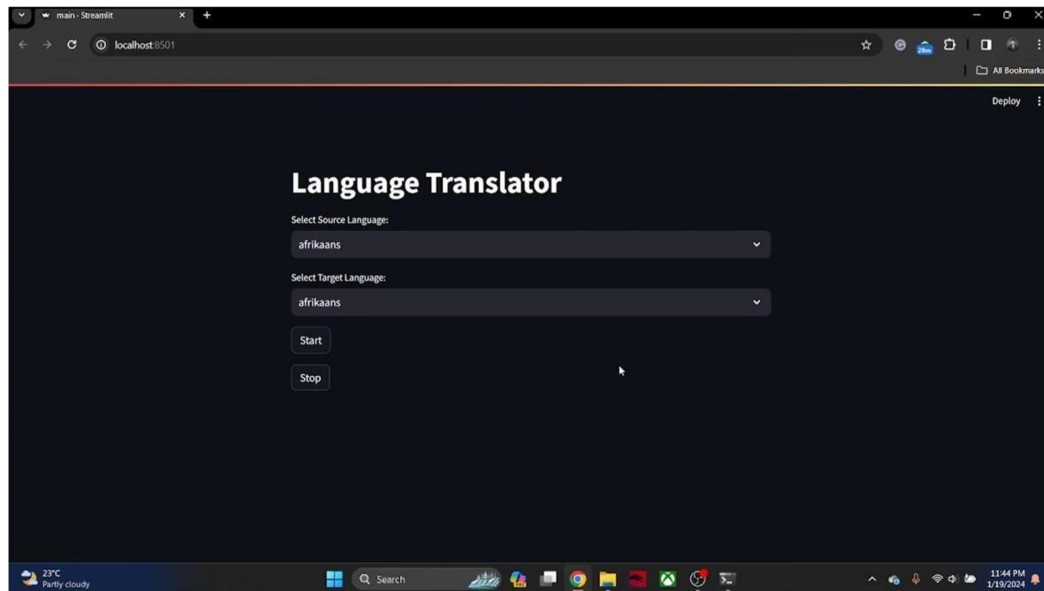 main - Streamlit
localhost:8501
28m
All Bookmarks
Deploy
Language Translator
Select Source Language:
afrikaans
Select Target Language:
afrikaans
Start
Stop
23°C
Partly cloudy
Search
11:44 PM
1/19/2024